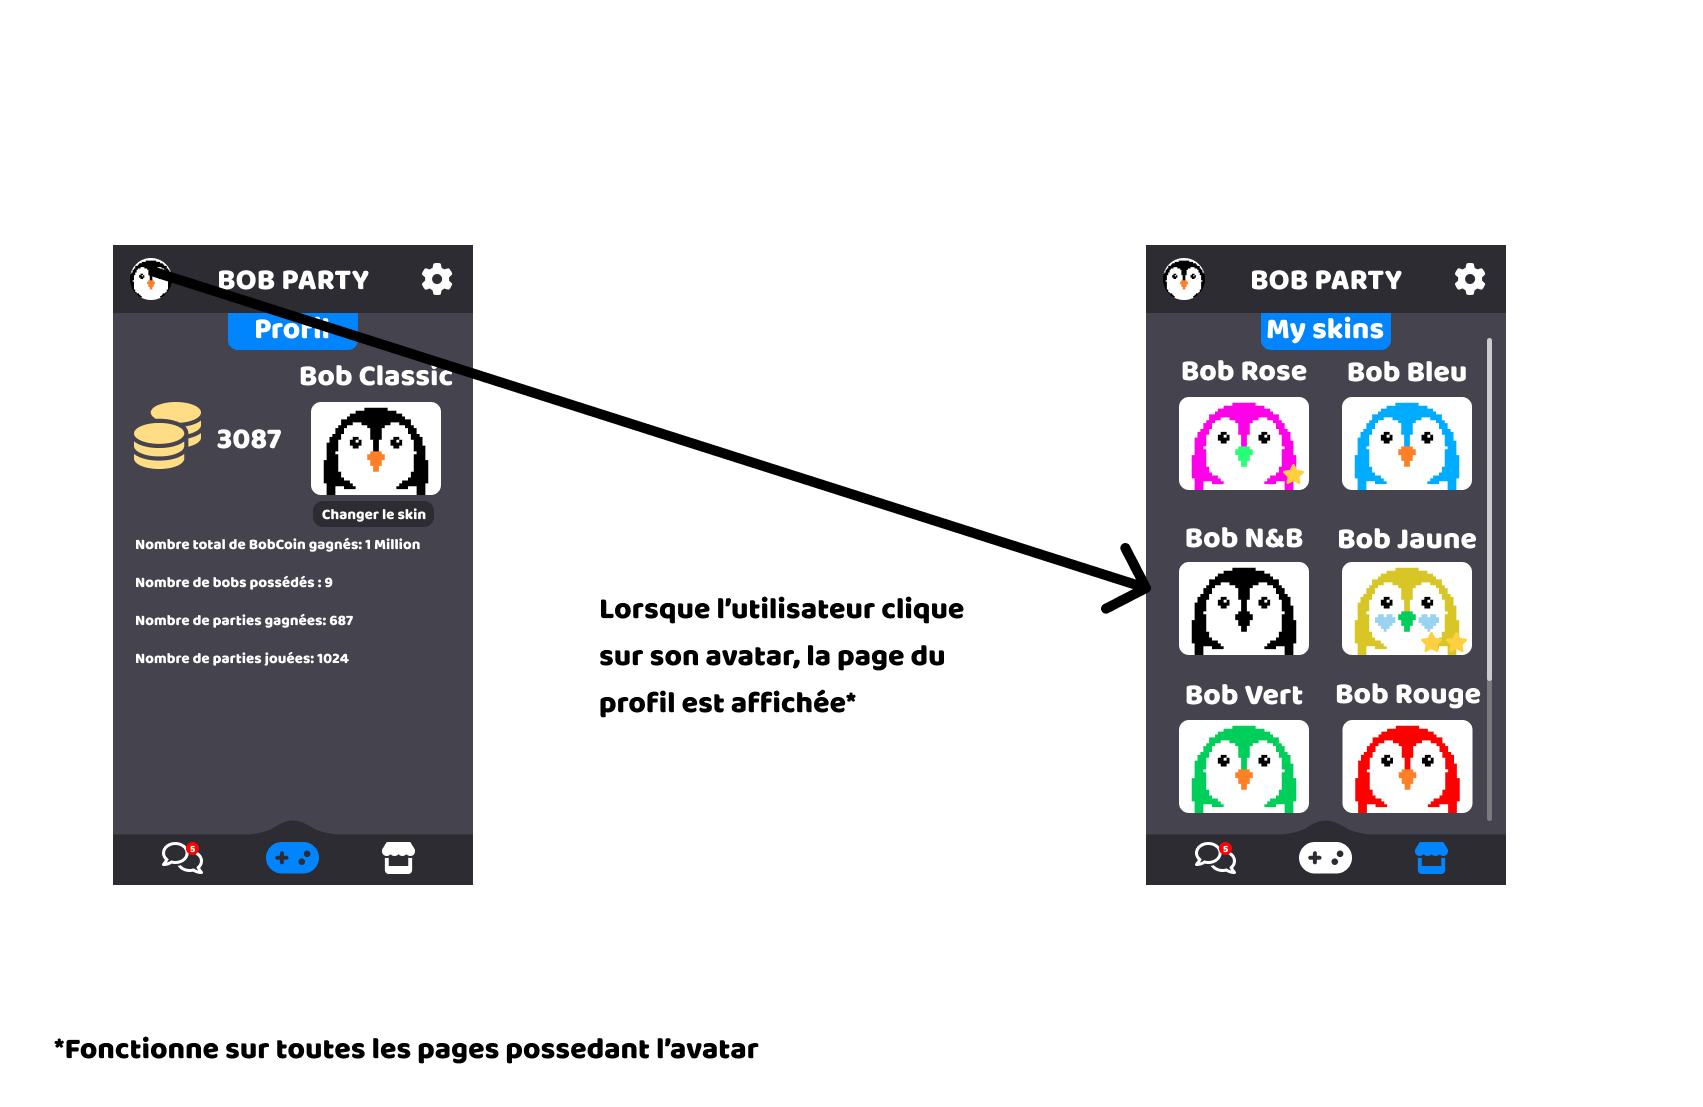 BOB PARTY
Profil
Bob Classic
3087
Changer le skin
Nombre total de BobCoin gagnés: 1 Million
Nombre de bobs possédés : 9
Nombre de parties gagnées: 687
Nombre de parties jouées: 1024
5
Lorsque l'utilisateur clique
sur son avatar, la page du
profil est affichée*
BOB PARTY
My skins
Bob Rose
Bob Bleu
Bob N&B
Bob Jaune
Bob Vert
Bob Rouge
5
*Fonctionne sur toutes les pages possedant l'avatar